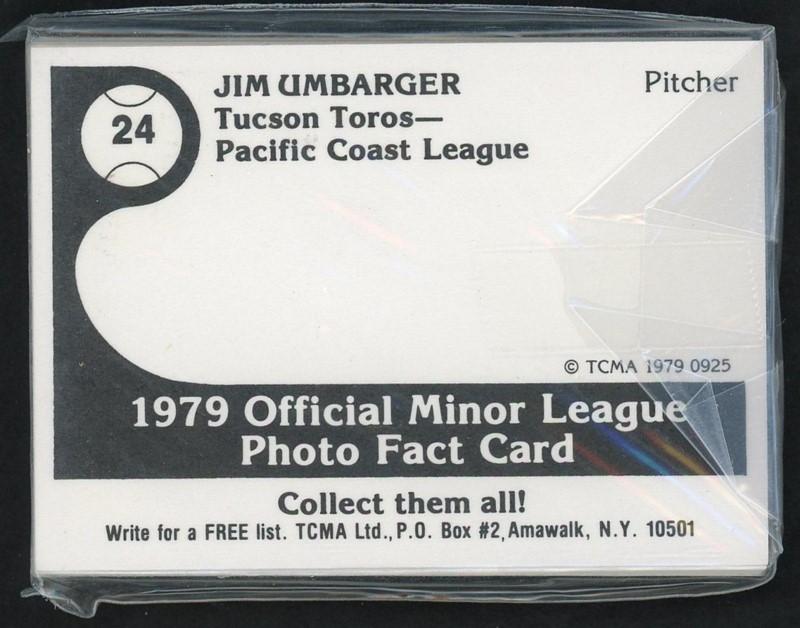 24
JIM UMBARGER
Pitcher
Tucson Toros—
Pacific Coast League
© TCMA 1979 0925
1979 Official Minor League
Photo Fact Card
Collect them all!
Write for a FREE list. TCMA Ltd., P.O. Box #2, Amawalk, N.Y. 10501